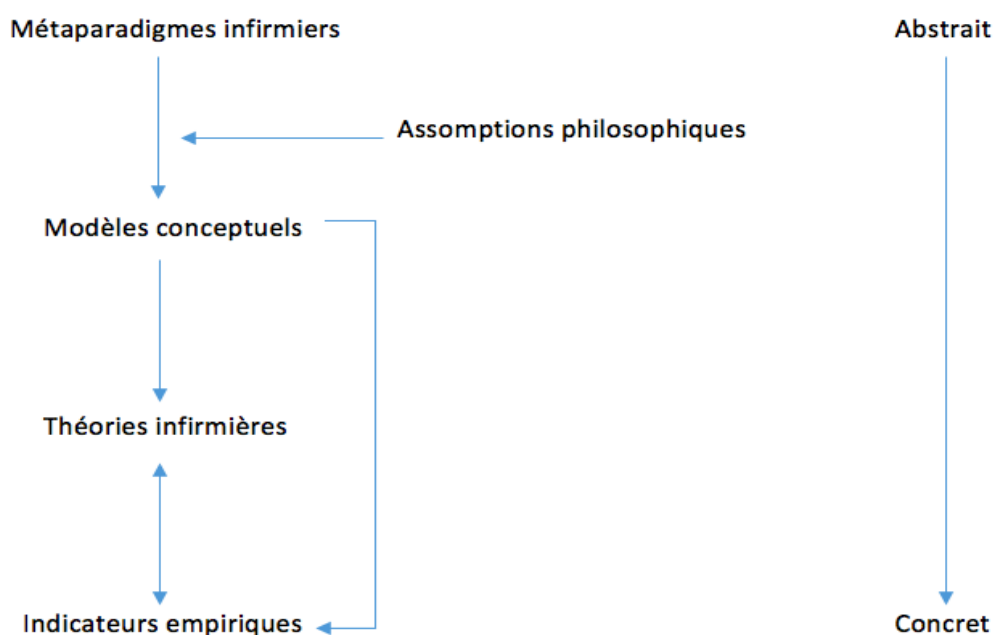 Métaparadigmes infirmiers
Abstrait
Assomptions philosophiques
Modèles conceptuels
Théories infirmières
Indicateurs empiriques
Concret